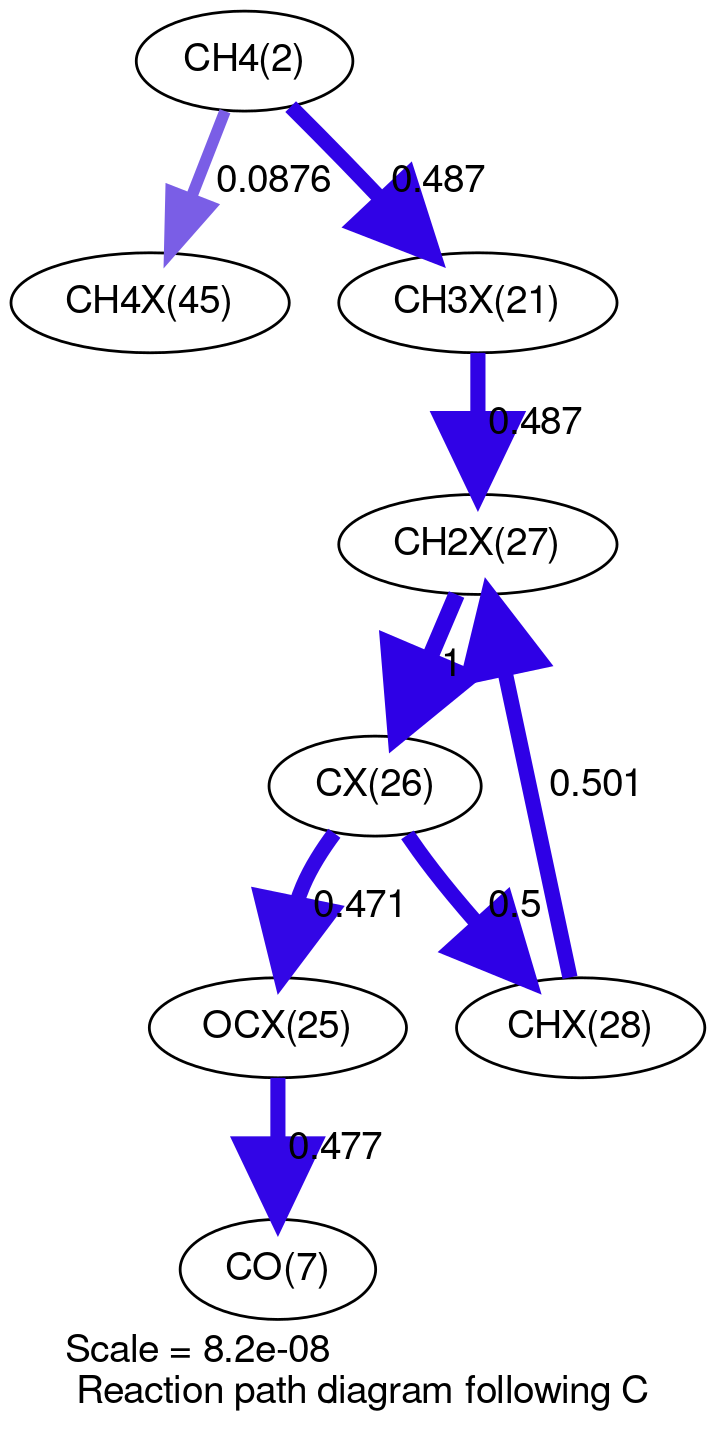 CH4(2)
0.0876
0.487
CH4X(45)
CH3X(21)
0.487
CH2X(27)
1
0.501
CX(26)
0.471
0.5
OCX(25)
CHX(28)
0.477
CO(7)
Scale = 8.2e-08
Reaction path diagram following C